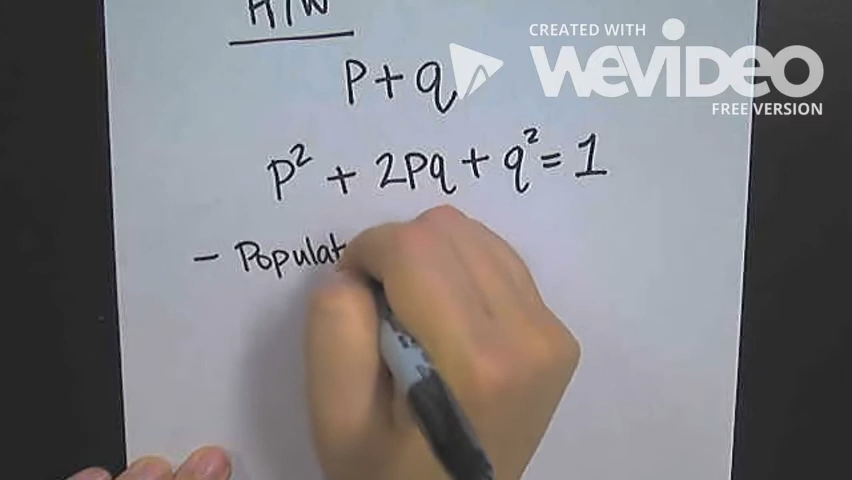 H/W
CREATED WITH
WEVIDEO
FREE VERSION
P + q
p² + 2pq + q² = 1
- Populat